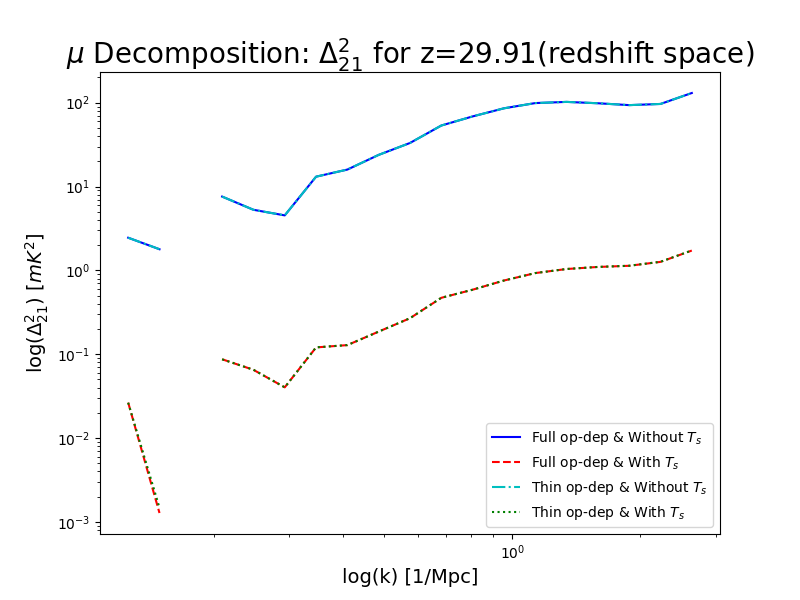 μ Decomposition: Δ²₂₁ for z=29.91(redshift space)
10²
10¹
10⁰
10⁻¹
10⁻²
10⁻³
log(Δ²₂₁) [mK²]
Full op-dep & Without Tₛ
Full op-dep & With Tₛ
Thin op-dep & Without Tₛ
Thin op-dep & With Tₛ
10⁰
log(k) [1/Mpc]